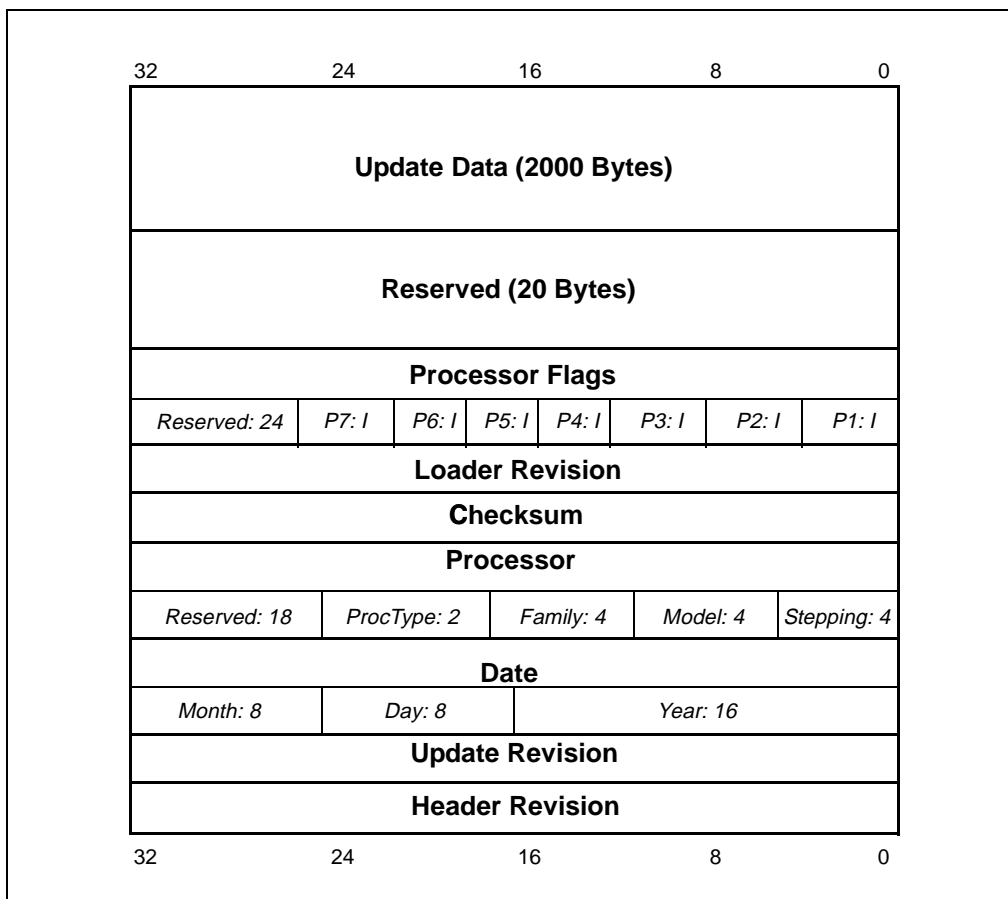 32 24 16 8 0
Update Data (2000 Bytes)
Reserved (20 Bytes)
Processor Flags
Reserved: 24 P7: I P6: I P5: I P4: I P3: I P2: I P1: I
Loader Revision
Checksum
Processor
Reserved: 18 ProcType: 2 Family: 4 Model: 4 Stepping: 4
Date
Month: 8 Day: 8 Year: 16
Update Revision
Header Revision
32 24 16 8 0